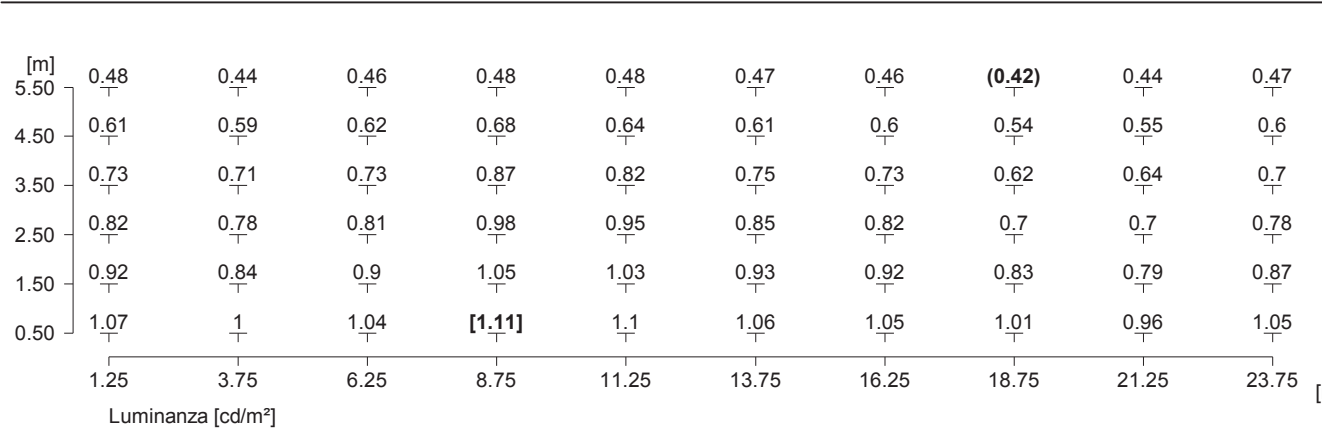 [m]
5.50 0.48 0.44 0.46 0.48 0.48 0.47 0.46 (0.42) 0.44 0.47
4.50 0.61 0.59 0.62 0.68 0.64 0.61 0.6 0.54 0.55 0.6
3.50 0.73 0.71 0.73 0.87 0.82 0.75 0.73 0.62 0.64 0.7
2.50 0.82 0.78 0.81 0.98 0.95 0.85 0.82 0.7 0.7 0.78
1.50 0.92 0.84 0.9 1.05 1.03 0.93 0.92 0.83 0.79 0.87
0.50 1.07 1 1.04 [1.11] 1.1 1.06 1.05 1.01 0.96 1.05
1.25 3.75 6.25 8.75 11.25 13.75 16.25 18.75 21.25 23.75 [
Luminanza [cd/m²]